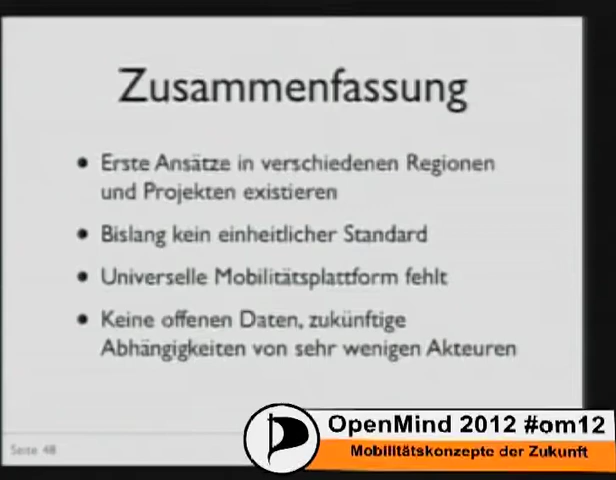 Zusammenfassung
• Erste Ansätze in verschiedenen Regionen
und Projekten existieren
• Bislang kein einheitlicher Standard
• Universelle Mobilitätsplattform fehlt
• Keine offenen Daten, zukünftige
Abhängigkeiten von sehr wenigen Akteuren
Seite 48
OpenMind 2012 #om12
Mobilitätskonzepte der Zukunft